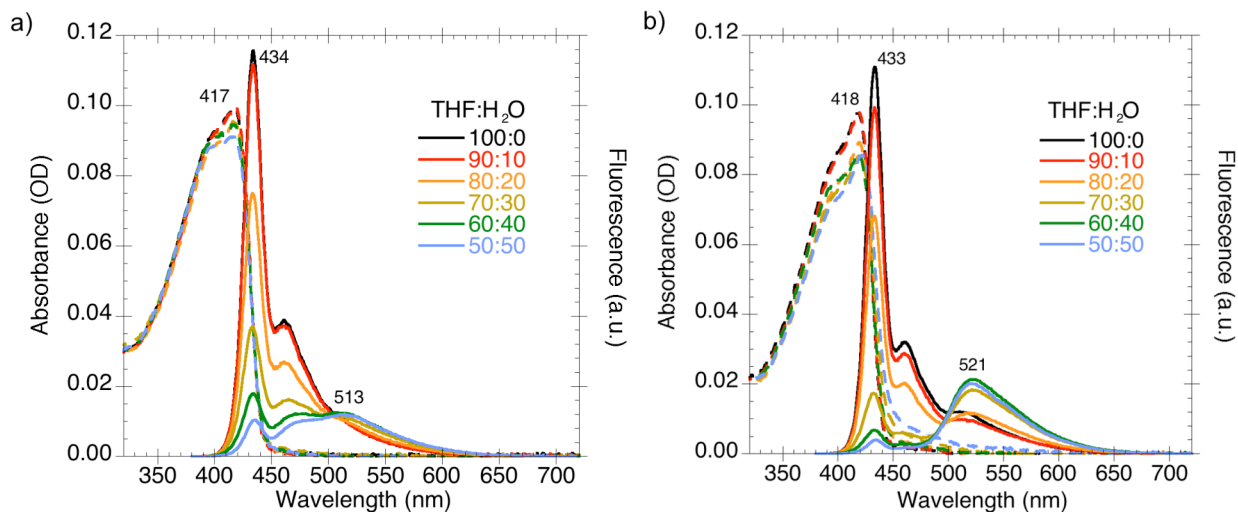 a)
0.12
0.10
0.08
0.06
0.04
0.02
0.00
Absorbance (OD)
417
434
513
THF:H₂O
100:0
90:10
80:20
70:30
60:40
50:50
Fluorescence (a.u.)
350 400 450 500 550 600 650 700
Wavelength (nm)
b)
0.12
0.10
0.08
0.06
0.04
0.02
0.00
Absorbance (OD)
418
433
521
THF:H₂O
100:0
90:10
80:20
70:30
60:40
50:50
Fluorescence (a.u.)
350 400 450 500 550 600 650 700
Wavelength (nm)